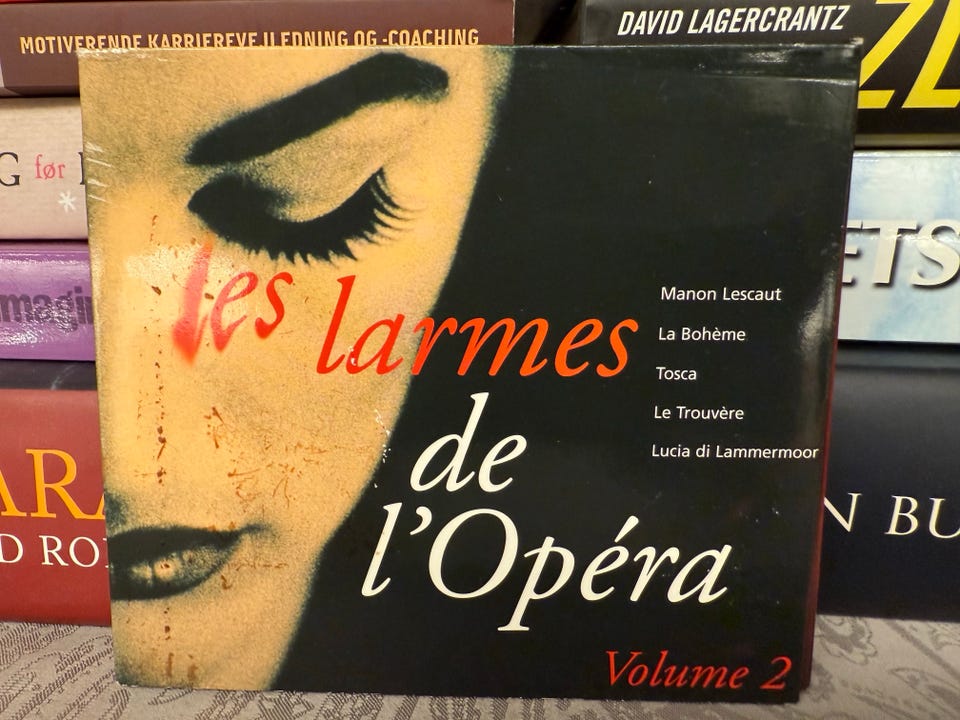 MOTIVERENDE KARRIEREVEJLEDNING OG -COACHING
DAVID LAGERCRANTZ
før
les larmes
de
l'Opéra
Manon Lescaut
La Bohème
Tosca
Le Trouvère
Lucia di Lammermoor
Volume 2